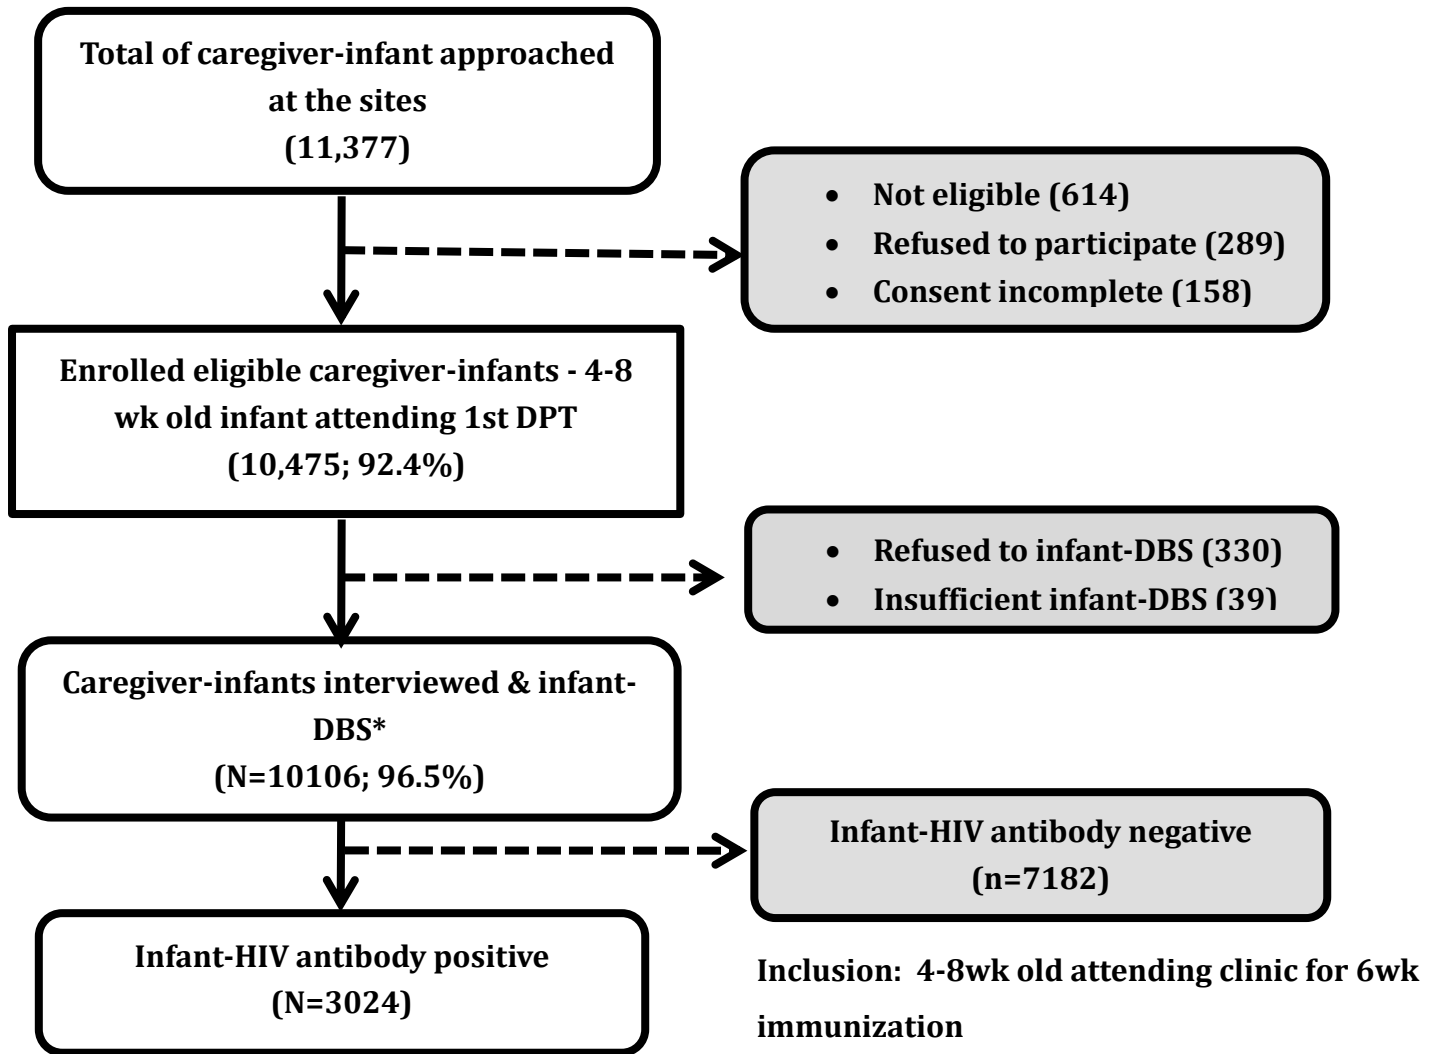 Total of caregiver-infant approached
at the sites
(11,377)
• Not eligible (614)
• Refused to participate (289)
• Consent incomplete (158)
Enrolled eligible caregiver-infants - 4-8
wk old infant attending 1st DPT
(10,475; 92.4%)
• Refused to infant-DBS (330)
• Insufficient infant-DBS (39)
Caregiver-infants interviewed & infant-
DBS*
(N=10106; 96.5%)
Infant-HIV antibody negative
(n=7182)
Infant-HIV antibody positive
(N=3024)
Inclusion: 4-8wk old attending clinic for 6wk
immunization